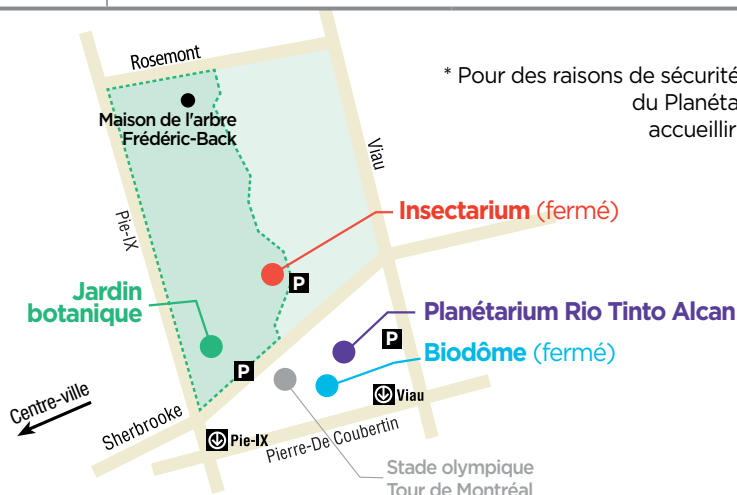 Rosemont
* Pour des raisons de sécurité
du Planéta
accueillir
Maison de l'arbre
Frédéric-Back
Viau
Pie-IX
Insectarium (fermé)
P
Jardin
botanique
Planétarium Rio Tinto Alcan
P
Biodôme (fermé)
P
Centre-ville
Viau
Sherbrooke
Pie-IX
Pierre-De Coubertin
Stade olympique
Tour de Montréal